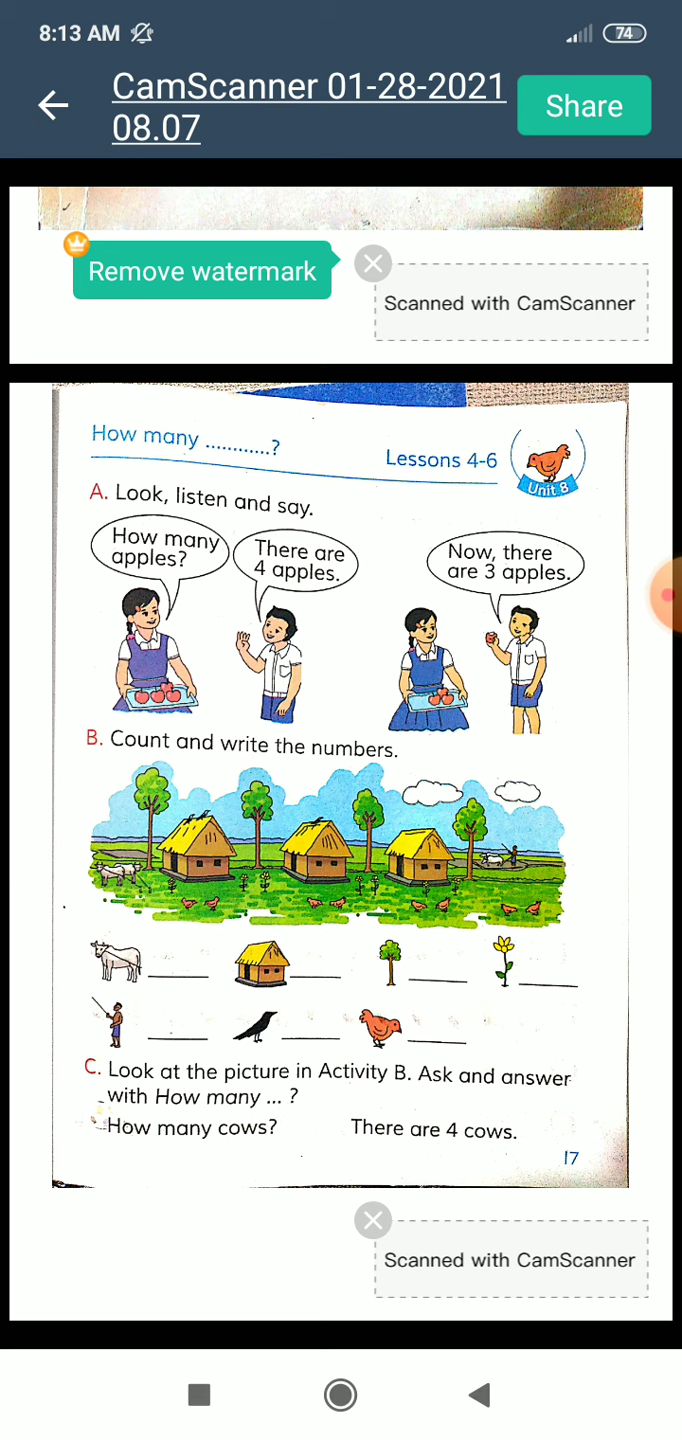 8:13 AM
74
CamScanner 01-28-2021
08.07
Share
Remove watermark
Scanned with CamScanner
How many ...........?
Lessons 4-6
Unit 8
A. Look, listen and say.
How many
apples?
There are
4 apples.
Now, there
are 3 apples.
B. Count and write the numbers.
C. Look at the picture in Activity B. Ask and answer
with How many ... ?
How many cows?
There are 4 cows.
17
Scanned with CamScanner